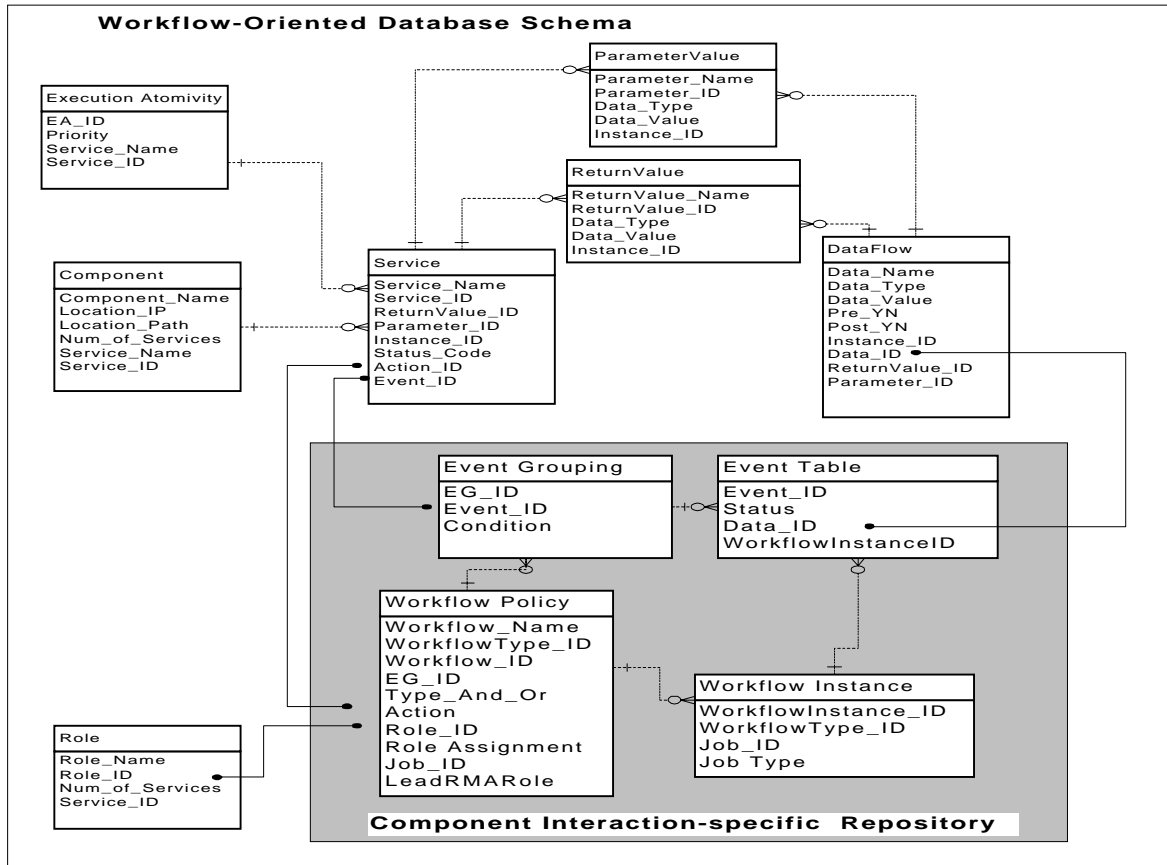 Workflow-Oriented Database Schema
ParameterValue
Parameter_Name
Parameter_ID
Data_Type
Data_Value
Instance_ID
Execution Atomivity
EA_ID
Priority
Service_Name
Service_ID
ReturnValue
ReturnValue_Name
ReturnValue_ID
Data_Type
Data_Value
Instance_ID
Service
Service_Name
Service_ID
ReturnValue_ID
Parameter_ID
Instance_ID
Status_Code
Action_ID
Event_ID
DataFlow
Data_Name
Data_Type
Data_Value
Pre_YN
Post_YN
Instance_ID
Data_ID
ReturnValue_ID
Parameter_ID
Component
Component_Name
Location_IP
Location_Path
Num_of_Services
Service_Name
Service_ID
Event Grouping
EG_ID
Event_ID
Condition
Event Table
Event_ID
Status
Data_ID
WorkflowInstanceID
Workflow Policy
Workflow_Name
WorkflowType_ID
Workflow_ID
EG_ID
Type_And_Or
Action
Role_ID
Role Assignment
Job_ID
LeadRMARole
Workflow Instance
WorkflowInstance_ID
WorkflowType_ID
Job_ID
Job Type
Role
Role_Name
Role_ID
Num_of_Services
Service_ID
Component Interaction-specific Repository